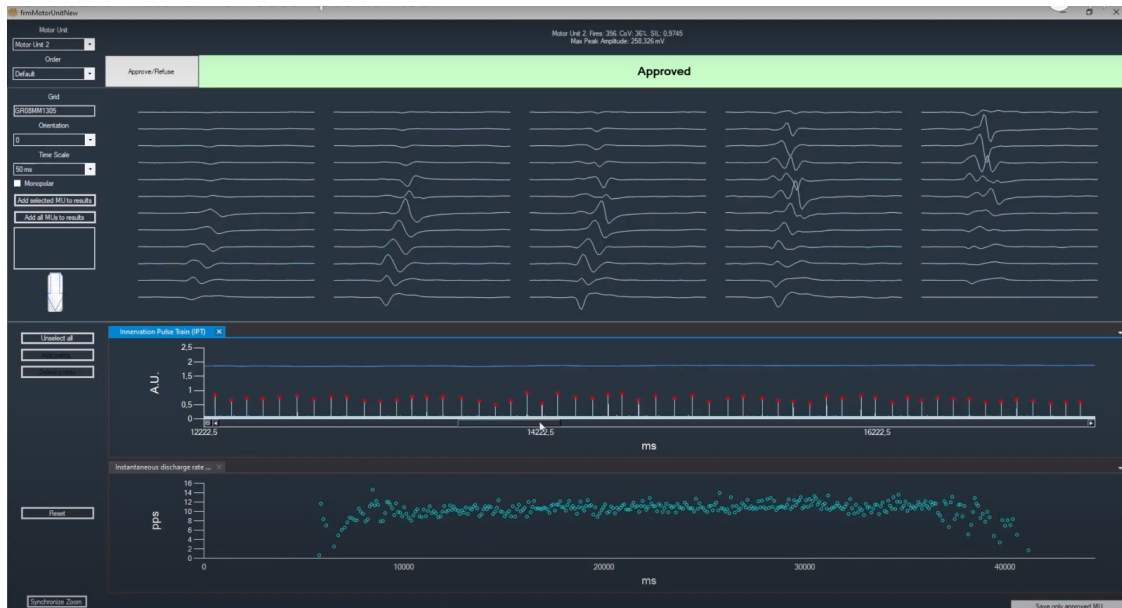 frmMotorUnitNew
Motor Unit
Motor Unit 2
Order
Default
Motor Unit 2. Fires: 356. CoV: 36%. SIL: 0,9745
Max Peak Amplitude: 258,326 mV
Approve/Refuse
Approved
Grid
GR08MM1305
Orientation
0
Time Scale
50 ms
Monopolar
Add selected MU to results
Add all MUs to results
Unselect all
Innervation Pulse Train (IPT)
2,5
2
1,5
1
0,5
0
A.U.
12222,5
14222,5
16222,5
ms
Instantaneous discharge rate ...
Reset
16
14
12
10
8
6
4
2
0
pps
0
10000
20000
30000
40000
ms
Synchronize Zoom
Save only approved MU